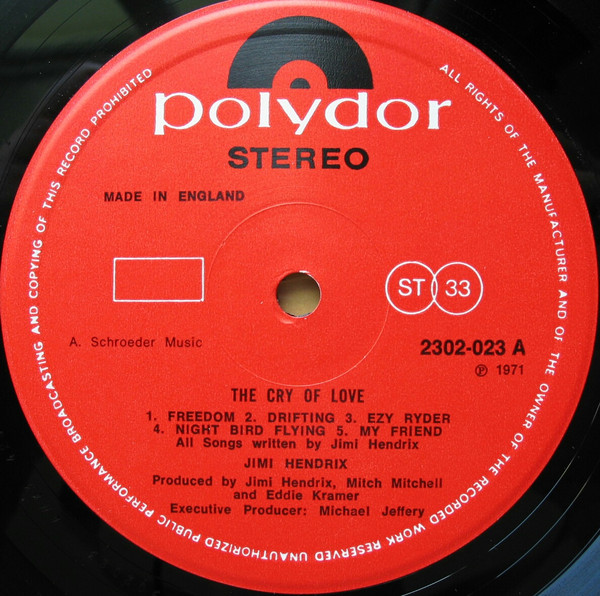 polydor
STEREO
MADE IN ENGLAND
ST 33
A. Schroeder Music
2302-023 A
℗ 1971
THE CRY OF LOVE
1. FREEDOM 2. DRIFTING 3. EZY RYDER
4. NIGHT BIRD FLYING 5. MY FRIEND
All Songs written by Jimi Hendrix
JIMI HENDRIX
Produced by Jimi Hendrix, Mitch Mitchell
and Eddie Kramer
Executive Producer: Michael Jeffery
ALL RIGHTS OF THE MANUFACTURER AND OF THE OWNER OF THE RECORDED WORK RESERVED UNAUTHORIZED PUBLIC PERFORMANCE BROADCASTING AND COPYING OF THIS RECORD PROHIBITED